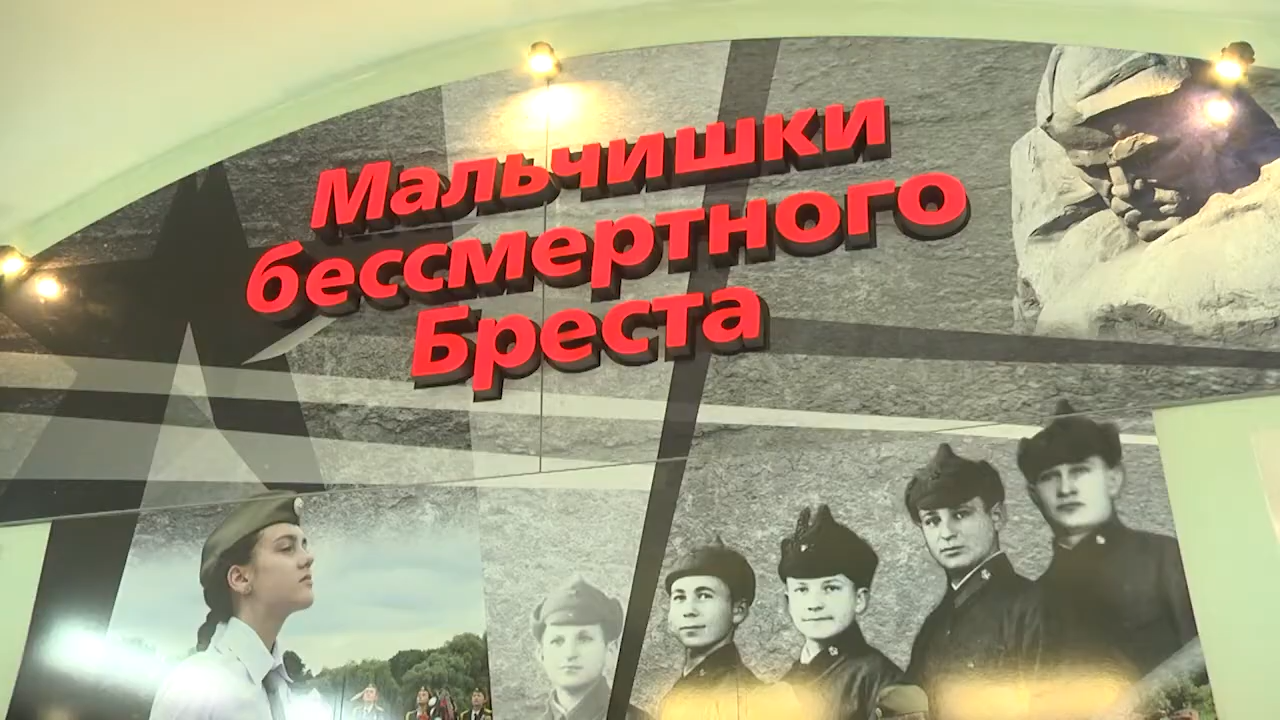 Мальчишки
бессмертного
Бреста